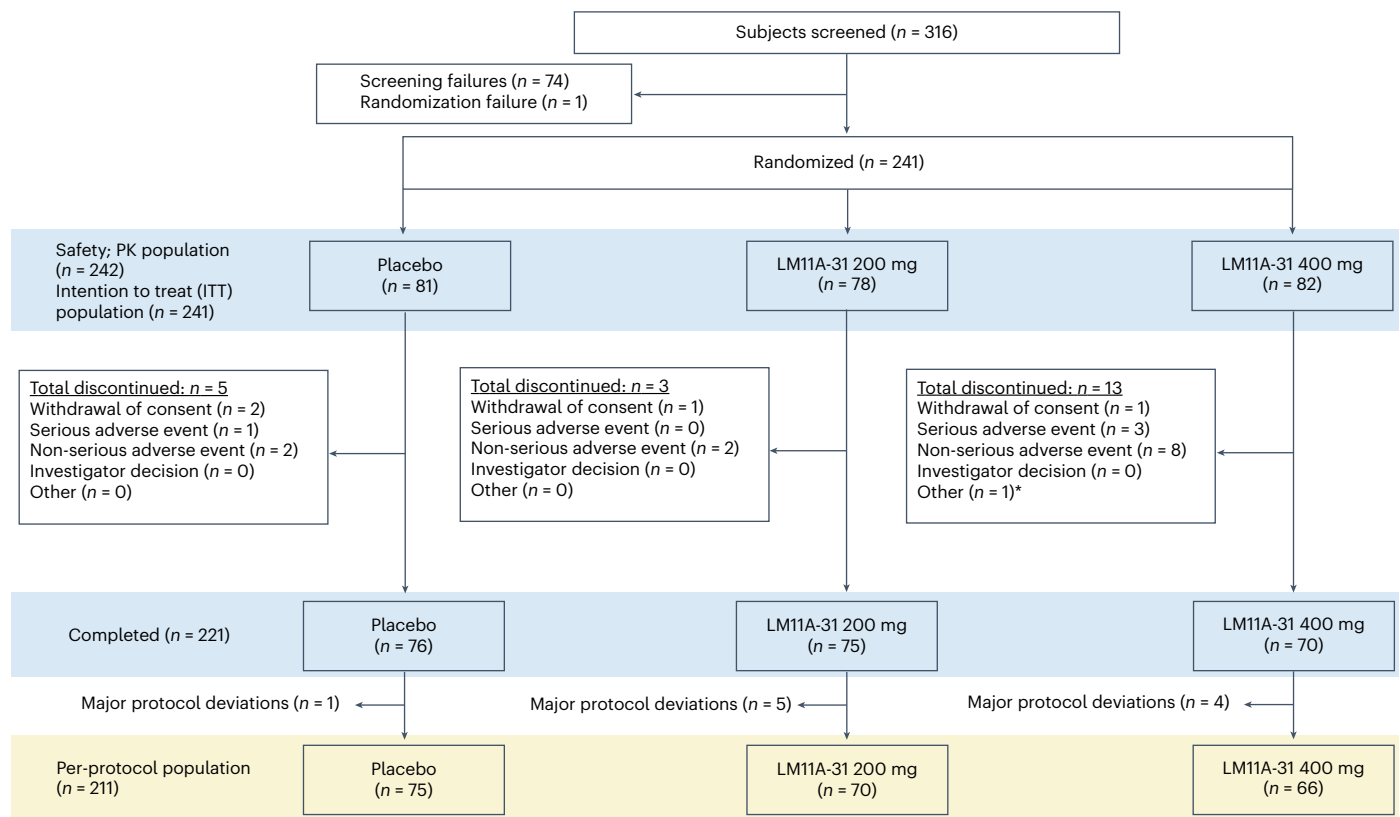 Subjects screened (n = 316)
Screening failures (n = 74)
Randomization failure (n = 1)
Randomized (n = 241)
Safety; PK population
(n = 242)
Intention to treat (ITT)
population (n = 241)
Placebo
(n = 81)
LM11A-31 200 mg
(n = 78)
LM11A-31 400 mg
(n = 82)
Total discontinued: n = 5
Withdrawal of consent (n = 2)
Serious adverse event (n = 1)
Non-serious adverse event (n = 2)
Investigator decision (n = 0)
Other (n = 0)
Total discontinued: n = 3
Withdrawal of consent (n = 1)
Serious adverse event (n = 0)
Non-serious adverse event (n = 2)
Investigator decision (n = 0)
Other (n = 0)
Total discontinued: n = 13
Withdrawal of consent (n = 1)
Serious adverse event (n = 3)
Non-serious adverse event (n = 8)
Investigator decision (n = 0)
Other (n = 1)*
Completed (n = 221)
Placebo
(n = 76)
LM11A-31 200 mg
(n = 75)
LM11A-31 400 mg
(n = 70)
Major protocol deviations (n = 1)
Major protocol deviations (n = 5)
Major protocol deviations (n = 4)
Per-protocol population
(n = 211)
Placebo
(n = 75)
LM11A-31 200 mg
(n = 70)
LM11A-31 400 mg
(n = 66)